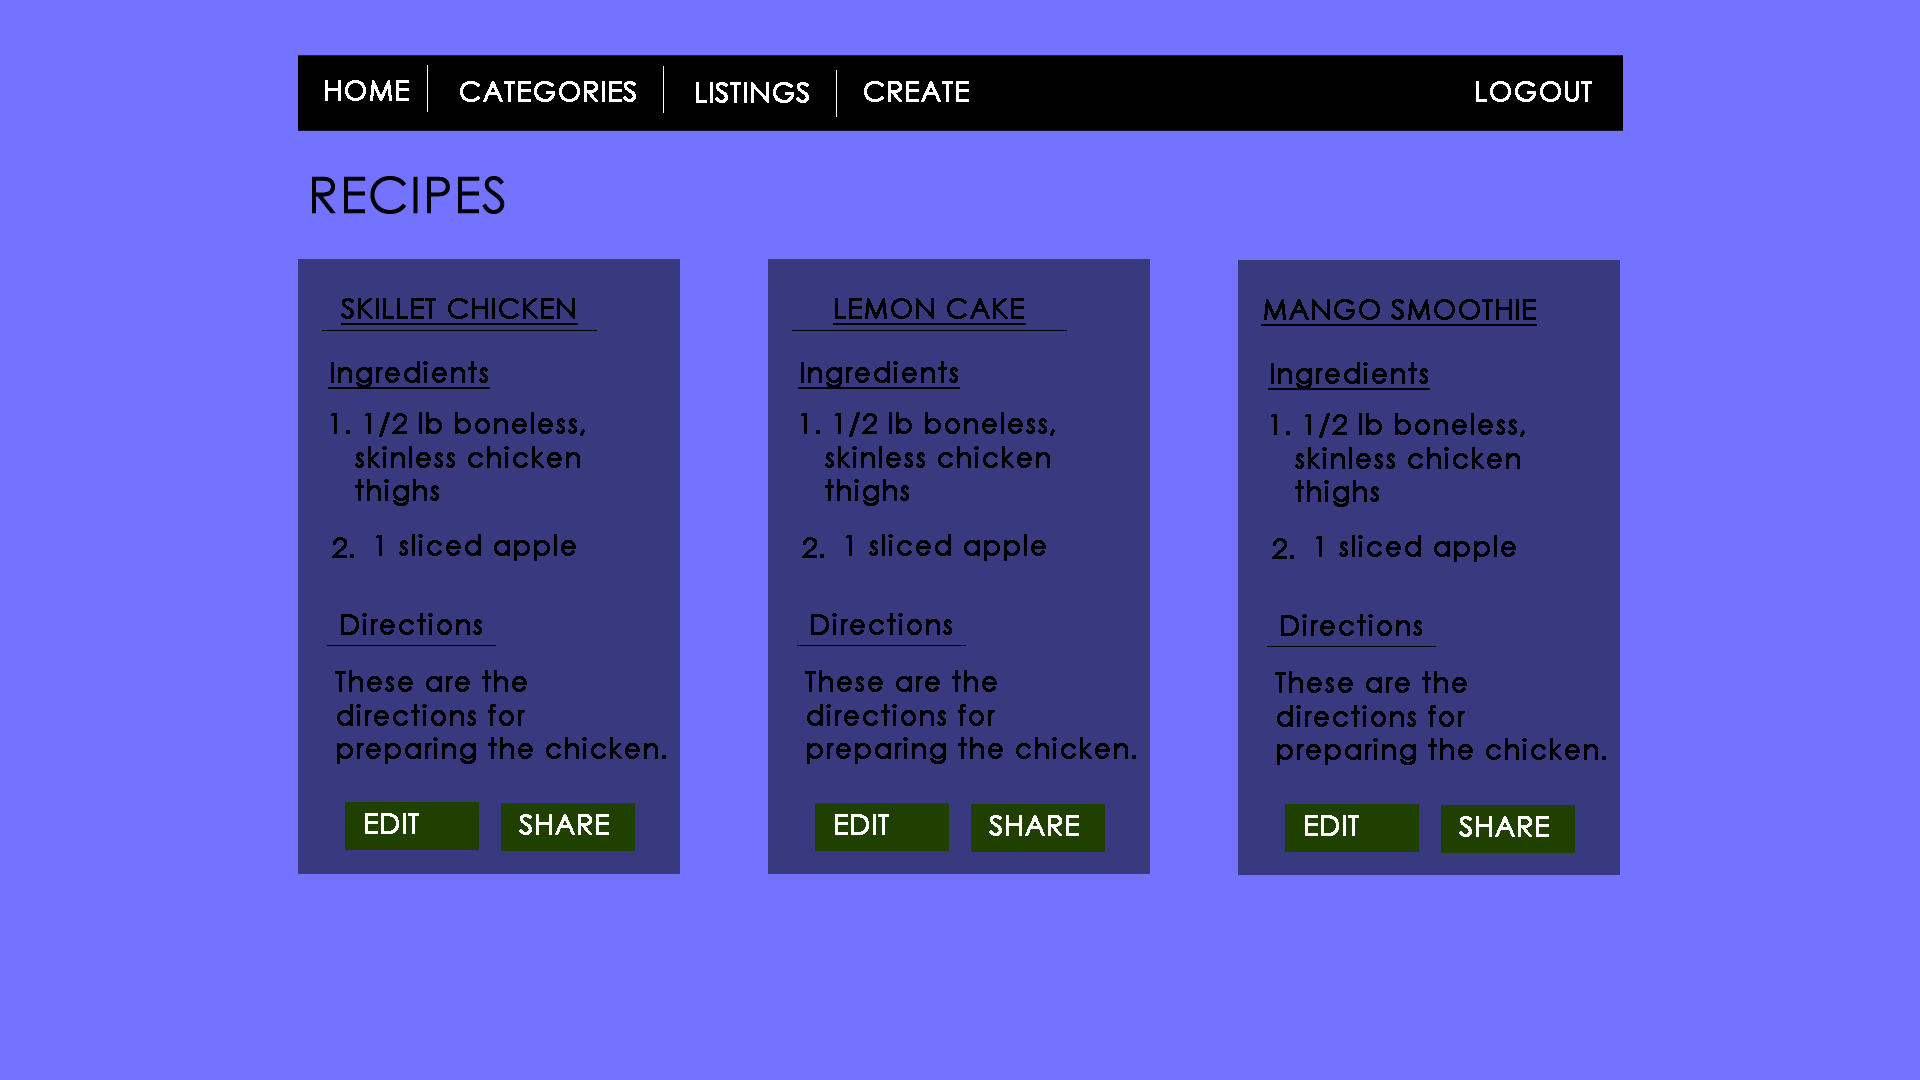 HOME CATEGORIES LISTINGS CREATE LOGOUT
RECIPES
SKILLET CHICKEN
Ingredients
1. 1/2 lb boneless,
skinless chicken
thighs
2. 1 sliced apple
Directions
These are the
directions for
preparing the chicken.
EDIT SHARE
LEMON CAKE
Ingredients
1. 1/2 lb boneless,
skinless chicken
thighs
2. 1 sliced apple
Directions
These are the
directions for
preparing the chicken.
EDIT SHARE
MANGO SMOOTHIE
Ingredients
1. 1/2 lb boneless,
skinless chicken
thighs
2. 1 sliced apple
Directions
These are the
directions for
preparing the chicken.
EDIT SHARE